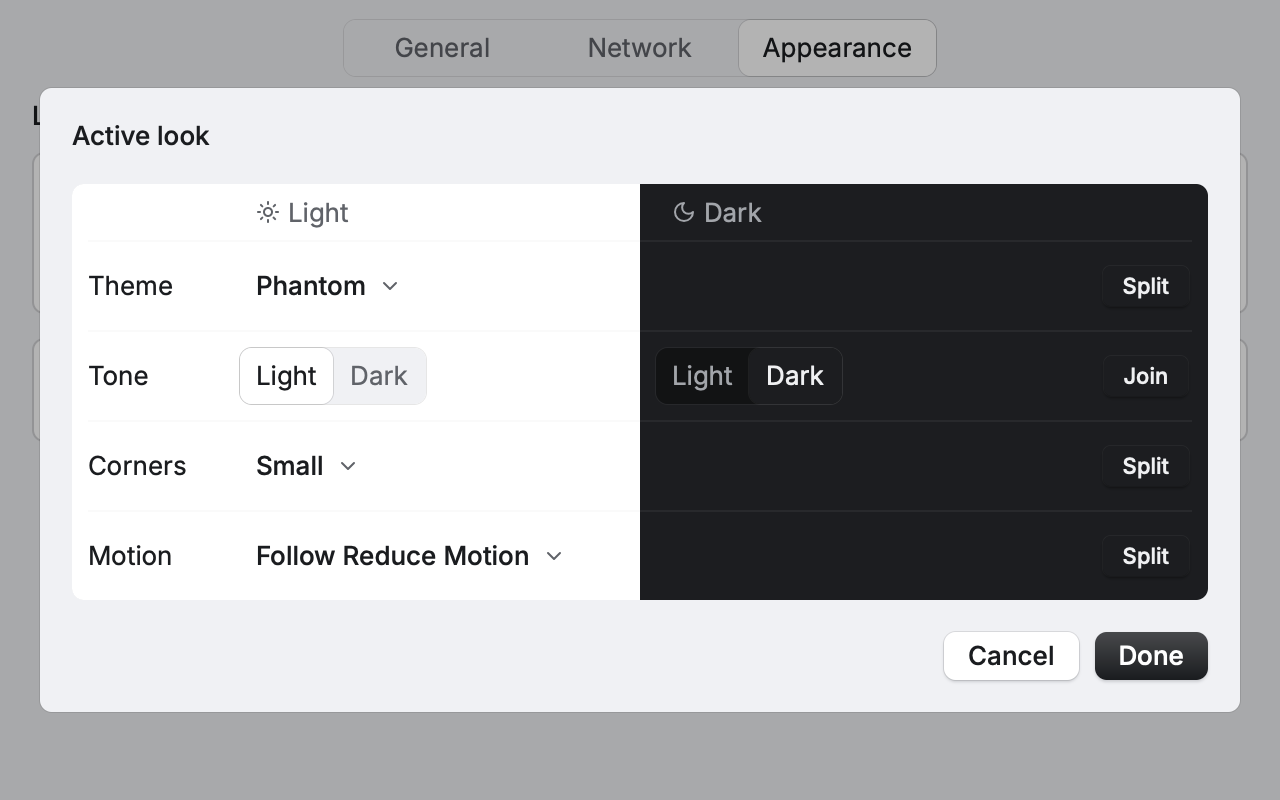 General Network Appearance
Active look
Light Dark
Theme Phantom Split
Tone Light Dark Light Dark Join
Corners Small Split
Motion Follow Reduce Motion Split
Cancel Done